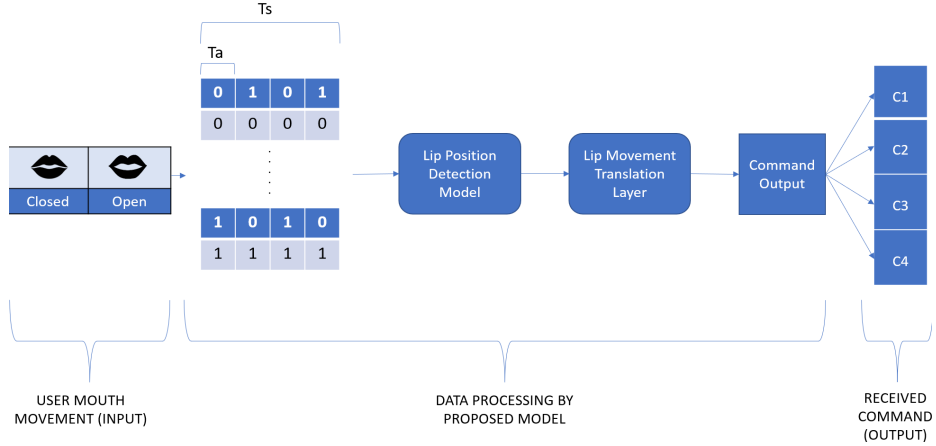 Ts
Ta
0 1 0 1
0 0 0 0
1 0 1 0
1 1 1 1
Closed Open
Lip Position
Detection
Model
Lip Movement
Translation
Layer
Command
Output
C1
C2
C3
C4
USER MOUTH
MOVEMENT (INPUT)
DATA PROCESSING BY
PROPOSED MODEL
RECEIVED
COMMAND
(OUTPUT)